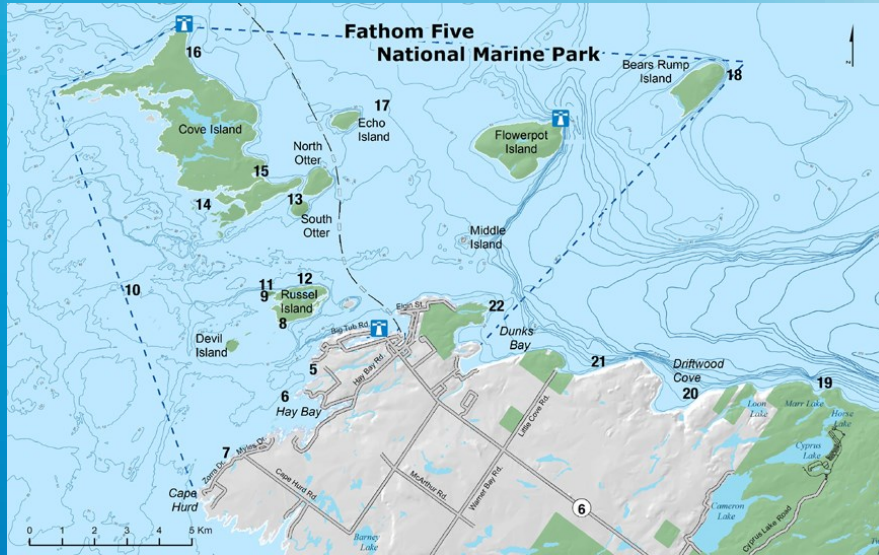 Fathom Five
National Marine Park
N
16
Bears Rump
Island
18
17
Echo
Island
Cove Island
Flowerpot
Island
North
Otter
15
14
13
South
Otter
Middle
Island
10
11
12
9
Russel
Island
8
Devil
Island
Elgin St.
22
Big Tub Rd.
Dunks
Bay
5
Hay Bay Rd.
21
Driftwood
Cove
6
Hay Bay
20
19
Loon
Lake
Marr Lake
Horse
Lake
Little Cove Rd.
7
Myles Dr.
Zorra Dr.
Cyprus
Lake
Cape
Hurd
Cape Hurd Rd.
McArthur Rd.
Warner Bay Rd.
6
Cameron
Lake
Cyprus Lake Road
Barney
Lake
0 1 2 3 4 5 Km